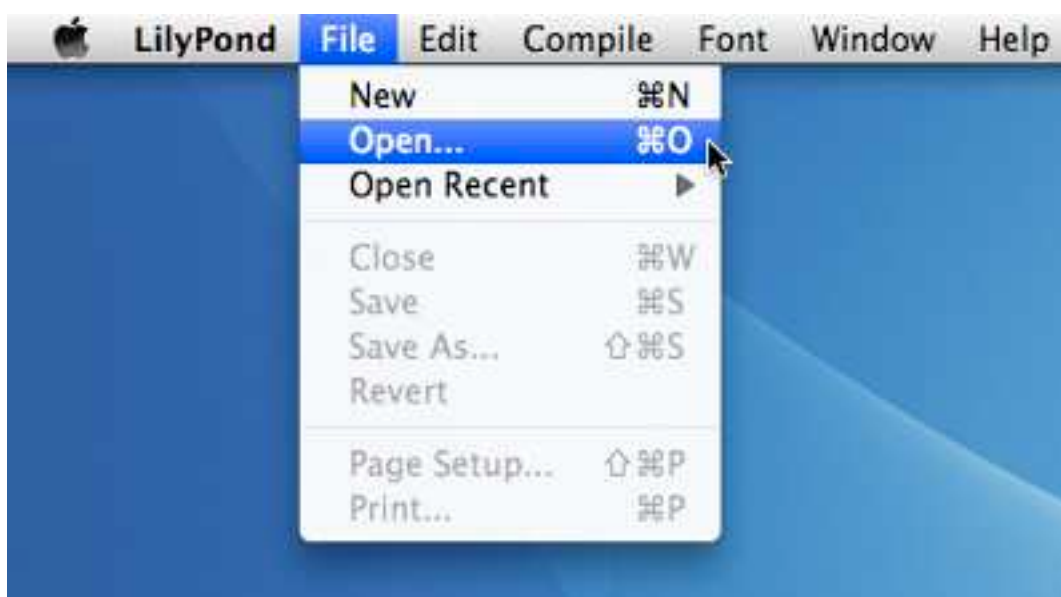 LilyPond File Edit Compile Font Window Help
New ⌘N
Open... ⌘O
Open Recent ▶
Close ⌘W
Save ⌘S
Save As... ⇧⌘S
Revert
Page Setup... ⇧⌘P
Print... ⌘P